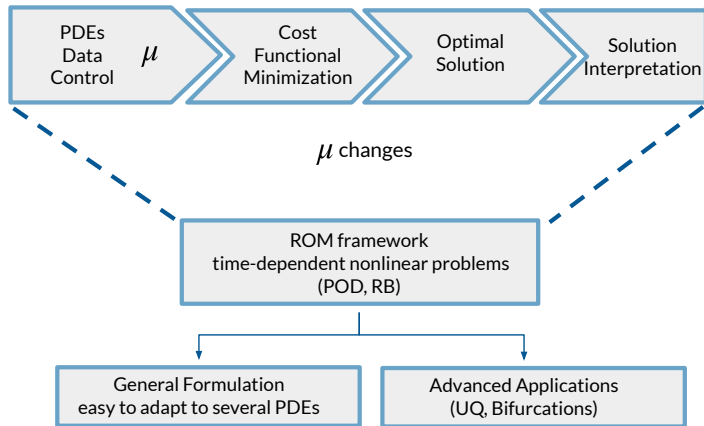 PDEs
Data
Control
μ
Cost
Functional
Minimization
Optimal
Solution
Solution
Interpretation
μ changes
ROM framework
time-dependent nonlinear problems
(POD, RB)
General Formulation
easy to adapt to several PDEs
Advanced Applications
(UQ, Bifurcations)